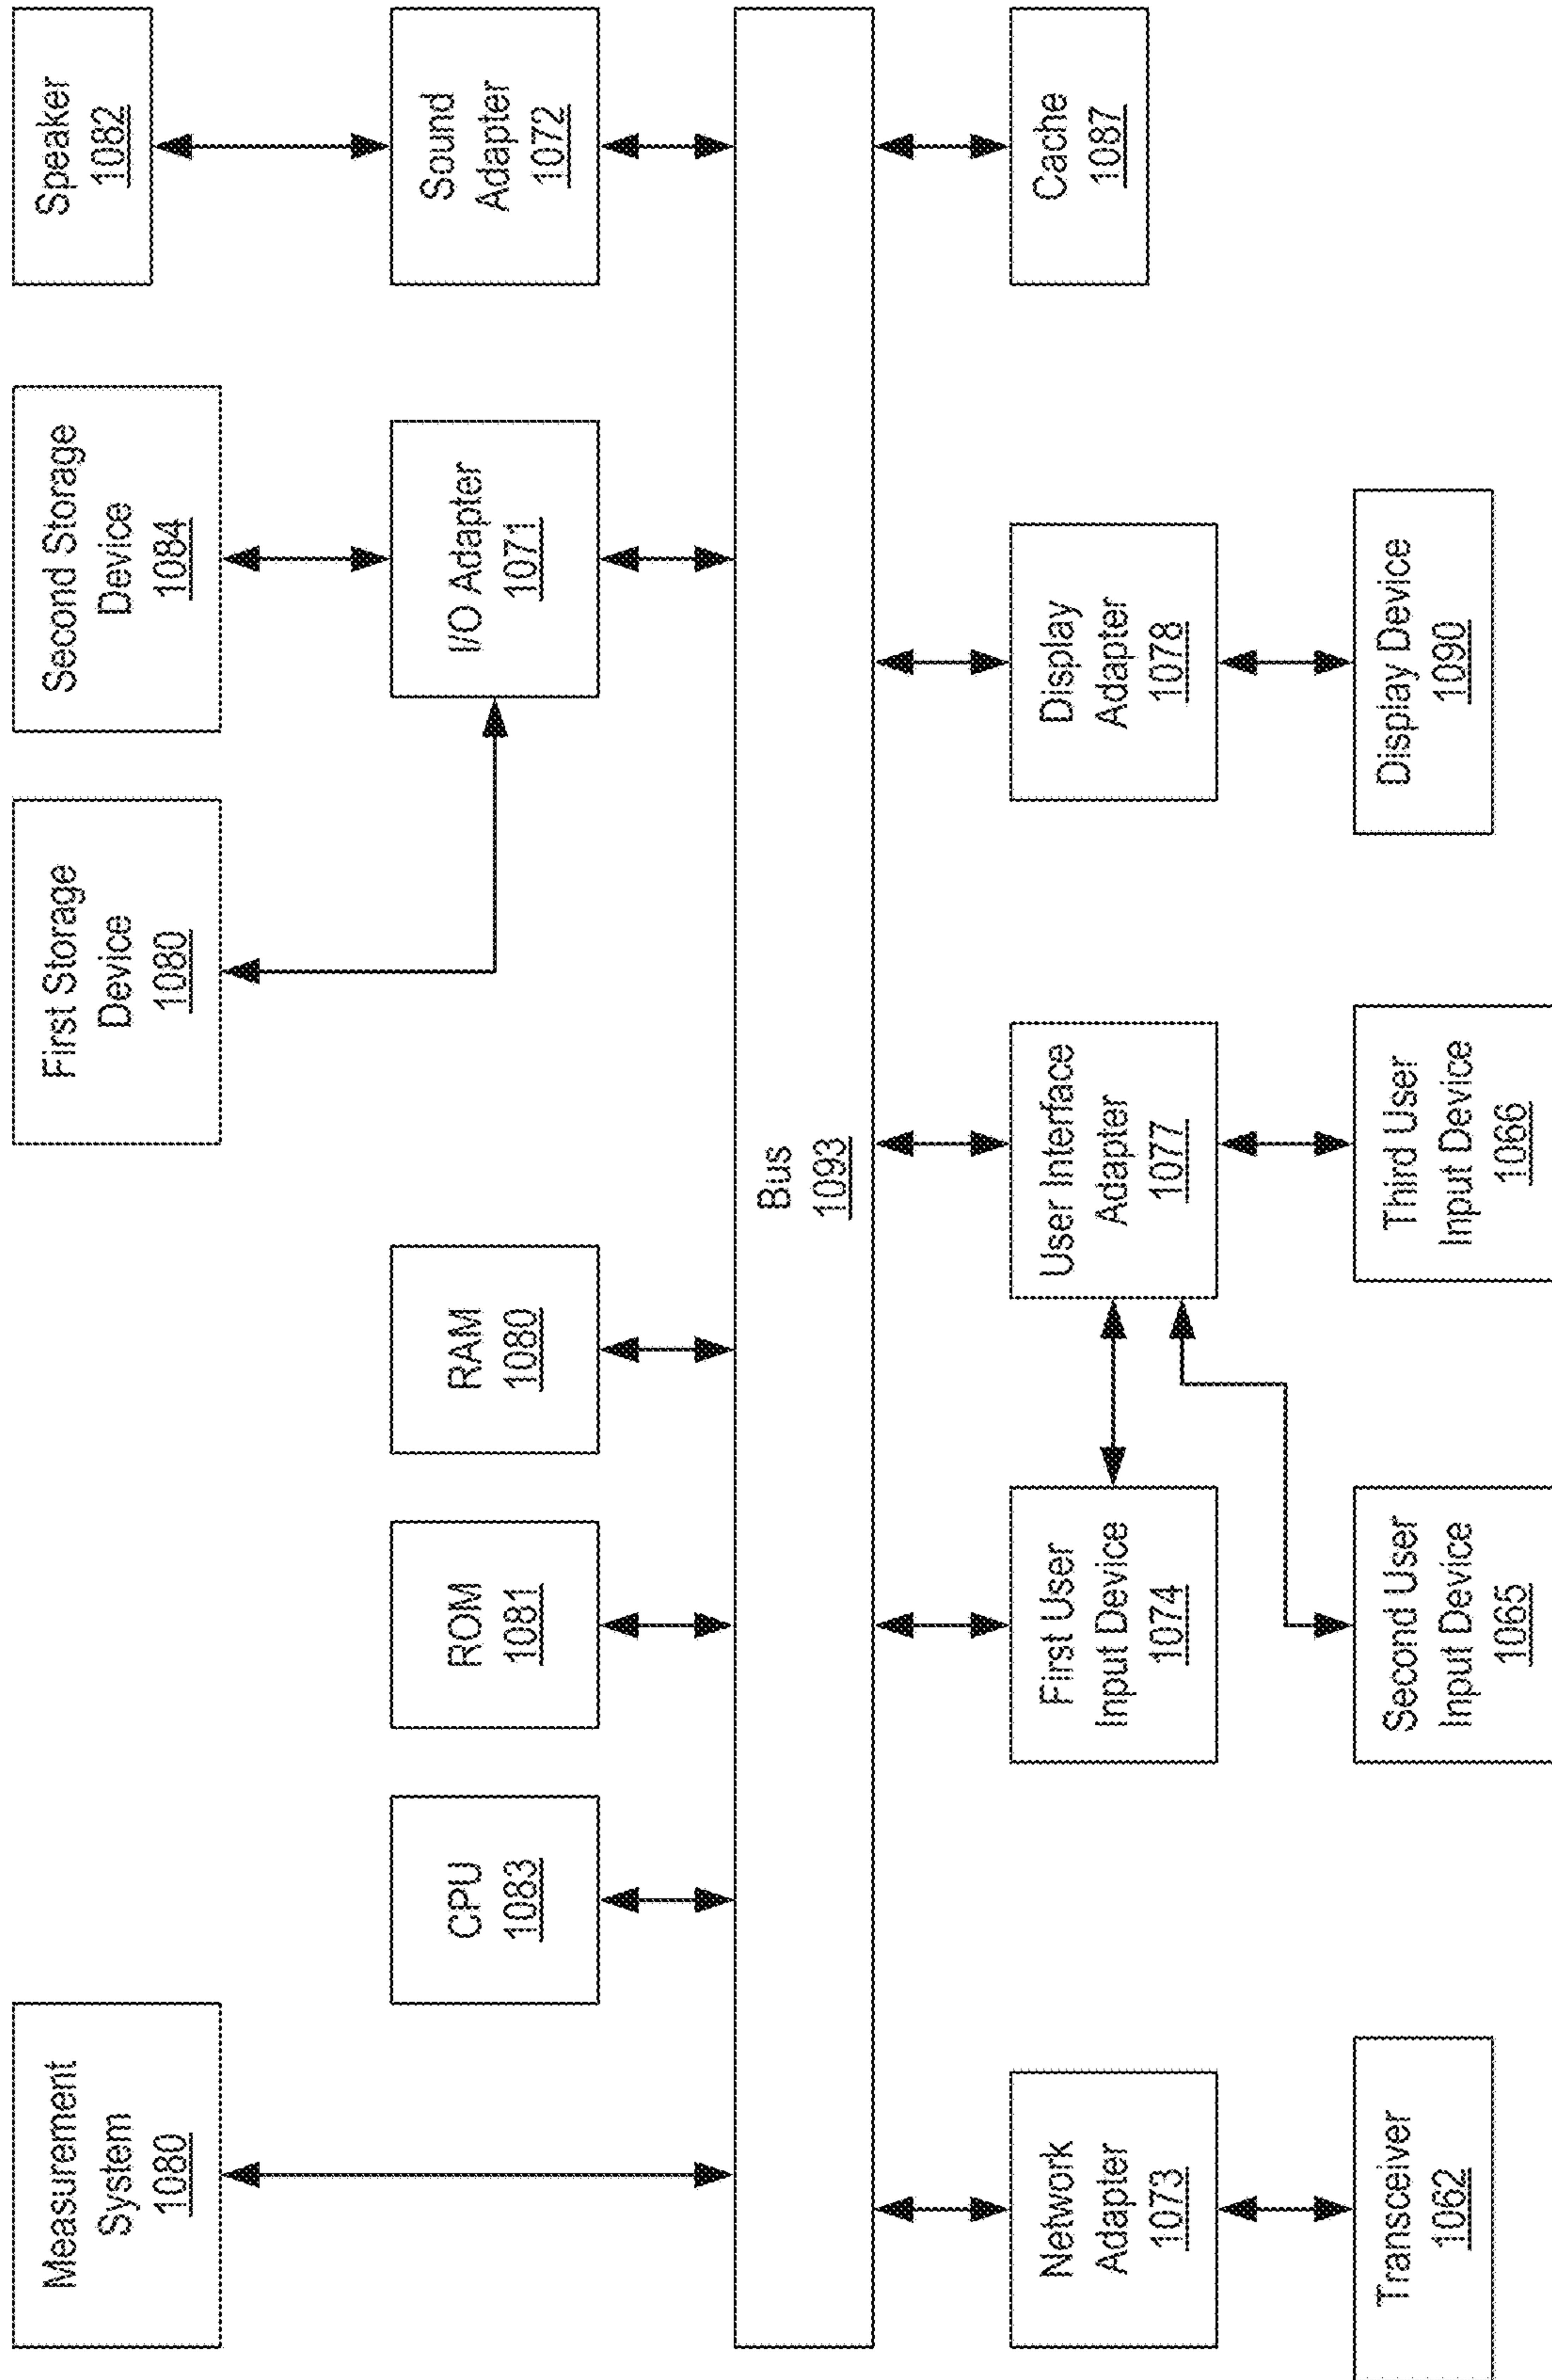 Measurement
System
1080
First Storage
Device
1080
Second Storage
Device
1084
Speaker
1082
CPU
1083
ROM
1081
RAM
1080
I/O Adapter
1071
Sound
Adapter
1072
Bus
1093
Network
Adapter
1073
First User
Input Device
1074
User Interface
Adapter
1077
Display
Adapter
1078
Cache
1087
Transceiver
1062
Second User
Input Device
1065
Third User
Input Device
1066
Display Device
1090